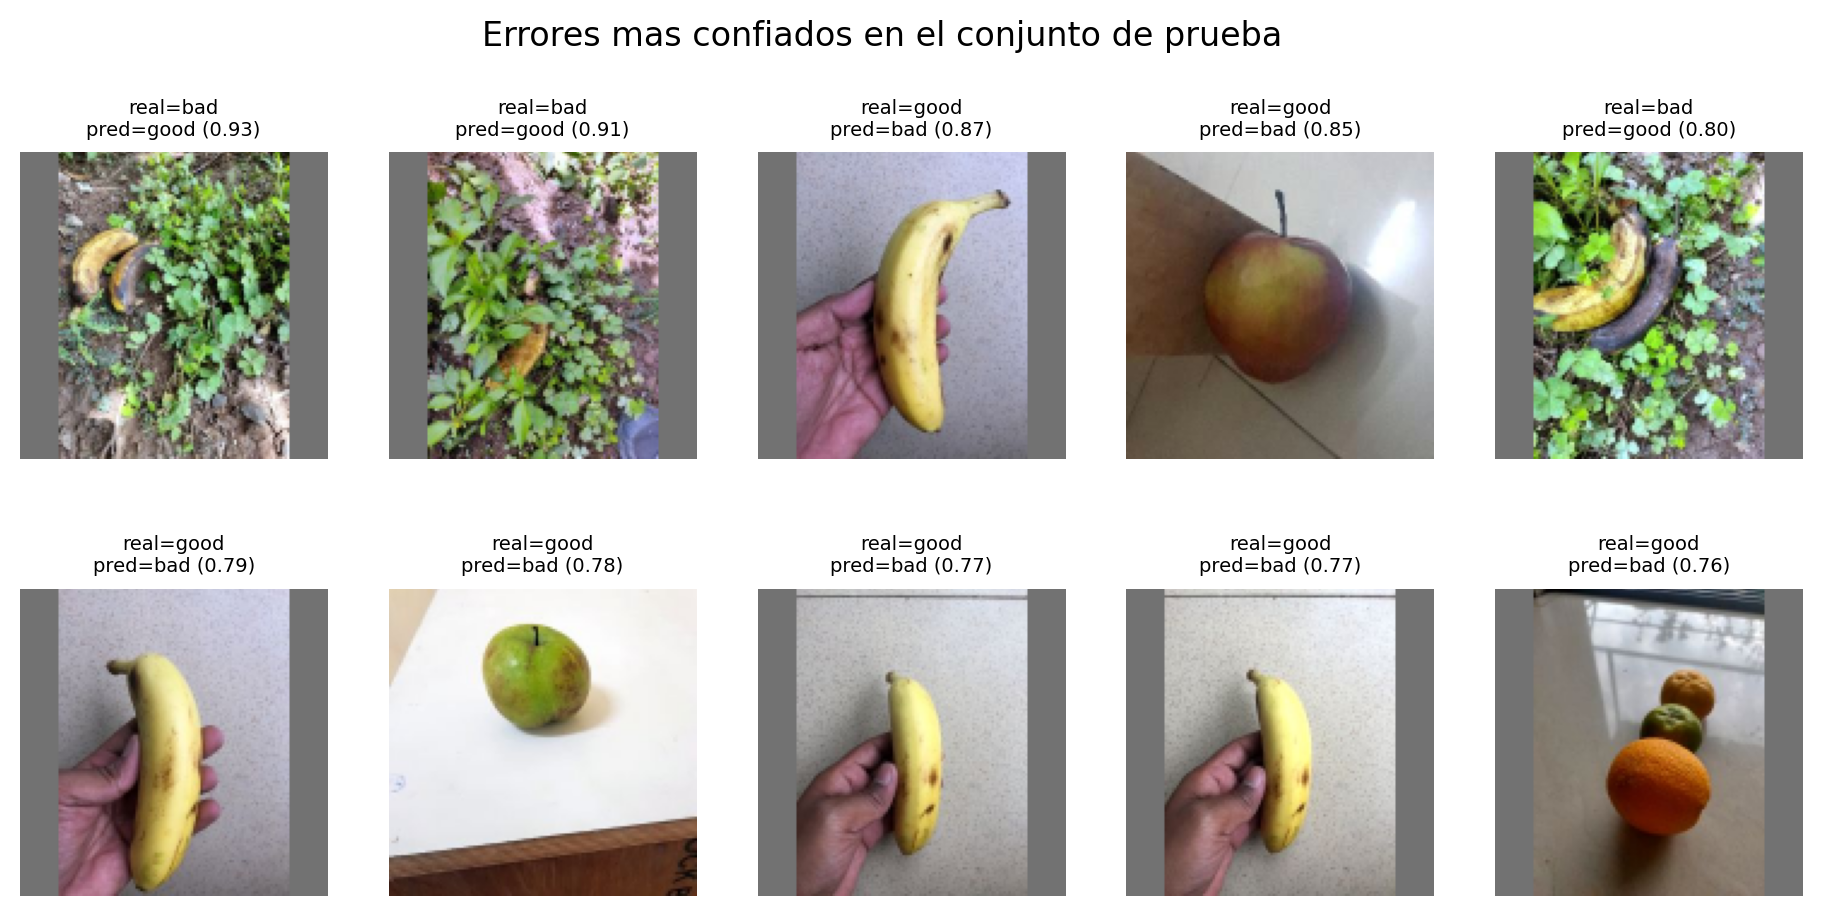 Errores mas confiados en el conjunto de prueba
real=bad
pred=good (0.93)
real=bad
pred=good (0.91)
real=good
pred=bad (0.87)
real=good
pred=bad (0.85)
real=bad
pred=good (0.80)
real=good
pred=bad (0.79)
real=good
pred=bad (0.78)
real=good
pred=bad (0.77)
real=good
pred=bad (0.77)
real=good
pred=bad (0.76)